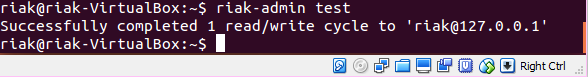 riak@riak-VirtualBox:~$ riak-admin test
Successfully completed 1 read/write cycle to 'riak@127.0.0.1'
riak@riak-VirtualBox:~$
Right Ctrl